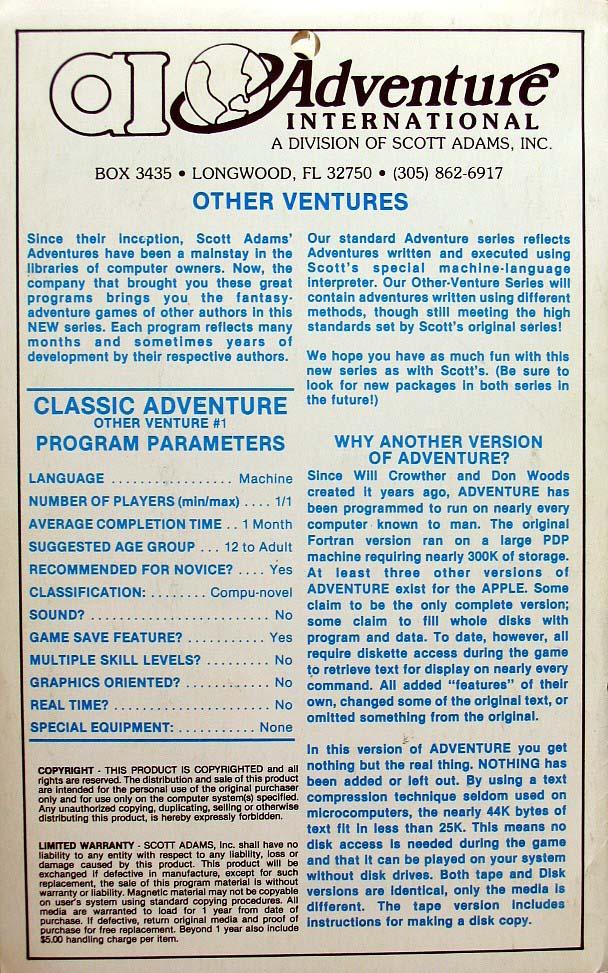 AI Adventure
INTERNATIONAL
A DIVISION OF SCOTT ADAMS, INC.
BOX 3435 • LONGWOOD, FL 32750 • (305) 862-6917
OTHER VENTURES
Since their inception, Scott Adams'
Adventures have been a mainstay in the
libraries of computer owners. Now, the
company that brought you these great
programs brings you the fantasy-
adventure games of other authors in this
NEW series. Each program reflects many
months and sometimes years of
development by their respective authors.
CLASSIC ADVENTURE
OTHER VENTURE #1
PROGRAM PARAMETERS
LANGUAGE ................ Machine
NUMBER OF PLAYERS (min/max) .... 1/1
AVERAGE COMPLETION TIME .. 1 Month
SUGGESTED AGE GROUP ... 12 to Adult
RECOMMENDED FOR NOVICE? .... Yes
CLASSIFICATION: ........ Compu-novel
SOUND? ....................... No
GAME SAVE FEATURE? ........... Yes
MULTIPLE SKILL LEVELS? ......... No
GRAPHICS ORIENTED? ............ No
REAL TIME? ..................... No
SPECIAL EQUIPMENT: ........... None
COPYRIGHT - THIS PRODUCT IS COPYRIGHTED and all
rights are reserved. The distribution and sale of this product
are intended for the personal use of the original purchaser
only and for use only on the computer system(s) specified.
Any unauthorized copying, duplicating, selling or otherwise
distributing this product, is hereby expressly forbidden.
LIMITED WARRANTY - SCOTT ADAMS, Inc. shall have no
liability to any entity with respect to any liability, loss or
damage caused by this product. This product will be
exchanged if defective in manufacture, except for such
replacement, the sale of this program material is without
warranty or liability. Magnetic material may not be copyable
on user's system using standard copying procedures. All
media are warranted to load for 1 year from date of
purchase. If defective, return original media and proof of
purchase for free replacement. Beyond 1 year also include
$5.00 handling charge per item.
Our standard Adventure series reflects
Adventures written and executed using
Scott's special machine-language
interpreter. Our Other-Venture Series will
contain adventures written using different
methods, though still meeting the high
standards set by Scott's original series!
We hope you have as much fun with this
new series as with Scott's. (Be sure to
look for new packages in both series in
the future!)
WHY ANOTHER VERSION
OF ADVENTURE?
Since Will Crowther and Don Woods
created it years ago, ADVENTURE has
been programmed to run on nearly every
computer known to man. The original
Fortran version ran on a large PDP
machine requiring nearly 300K of storage.
At least three other versions of
ADVENTURE exist for the APPLE. Some
claim to be the only complete version;
some claim to fill whole disks with
program and data. To date, however, all
require diskette access during the game
to retrieve text for display on nearly every
command. All added "features" of their
own, changed some of the original text, or
omitted something from the original.
In this version of ADVENTURE you get
nothing but the real thing. NOTHING has
been added or left out. By using a text
compression technique seldom used on
microcomputers, the nearly 44K bytes of
text fit in less than 25K. This means no
disk access is needed during the game
and that it can be played on your system
without disk drives. Both tape and Disk
versions are identical, only the media is
different. The tape version includes
instructions for making a disk copy.